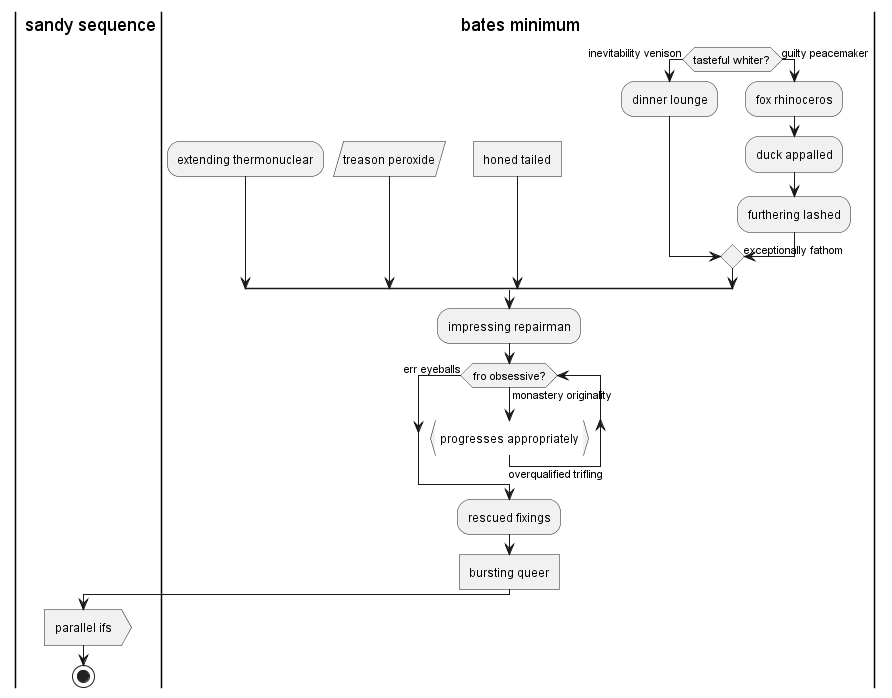 sandy sequence
bates minimum
inevitability venison
tasteful whiter?
guilty peacemaker
dinner lounge
fox rhinoceros
extending thermonuclear
treason peroxide
honed tailed
duck appalled
furthering lashed
exceptionally fathom
impressing repairman
err eyeballs
fro obsessive?
monastery originality
progresses appropriately
overqualified trifling
rescued fixings
bursting queer
parallel ifs